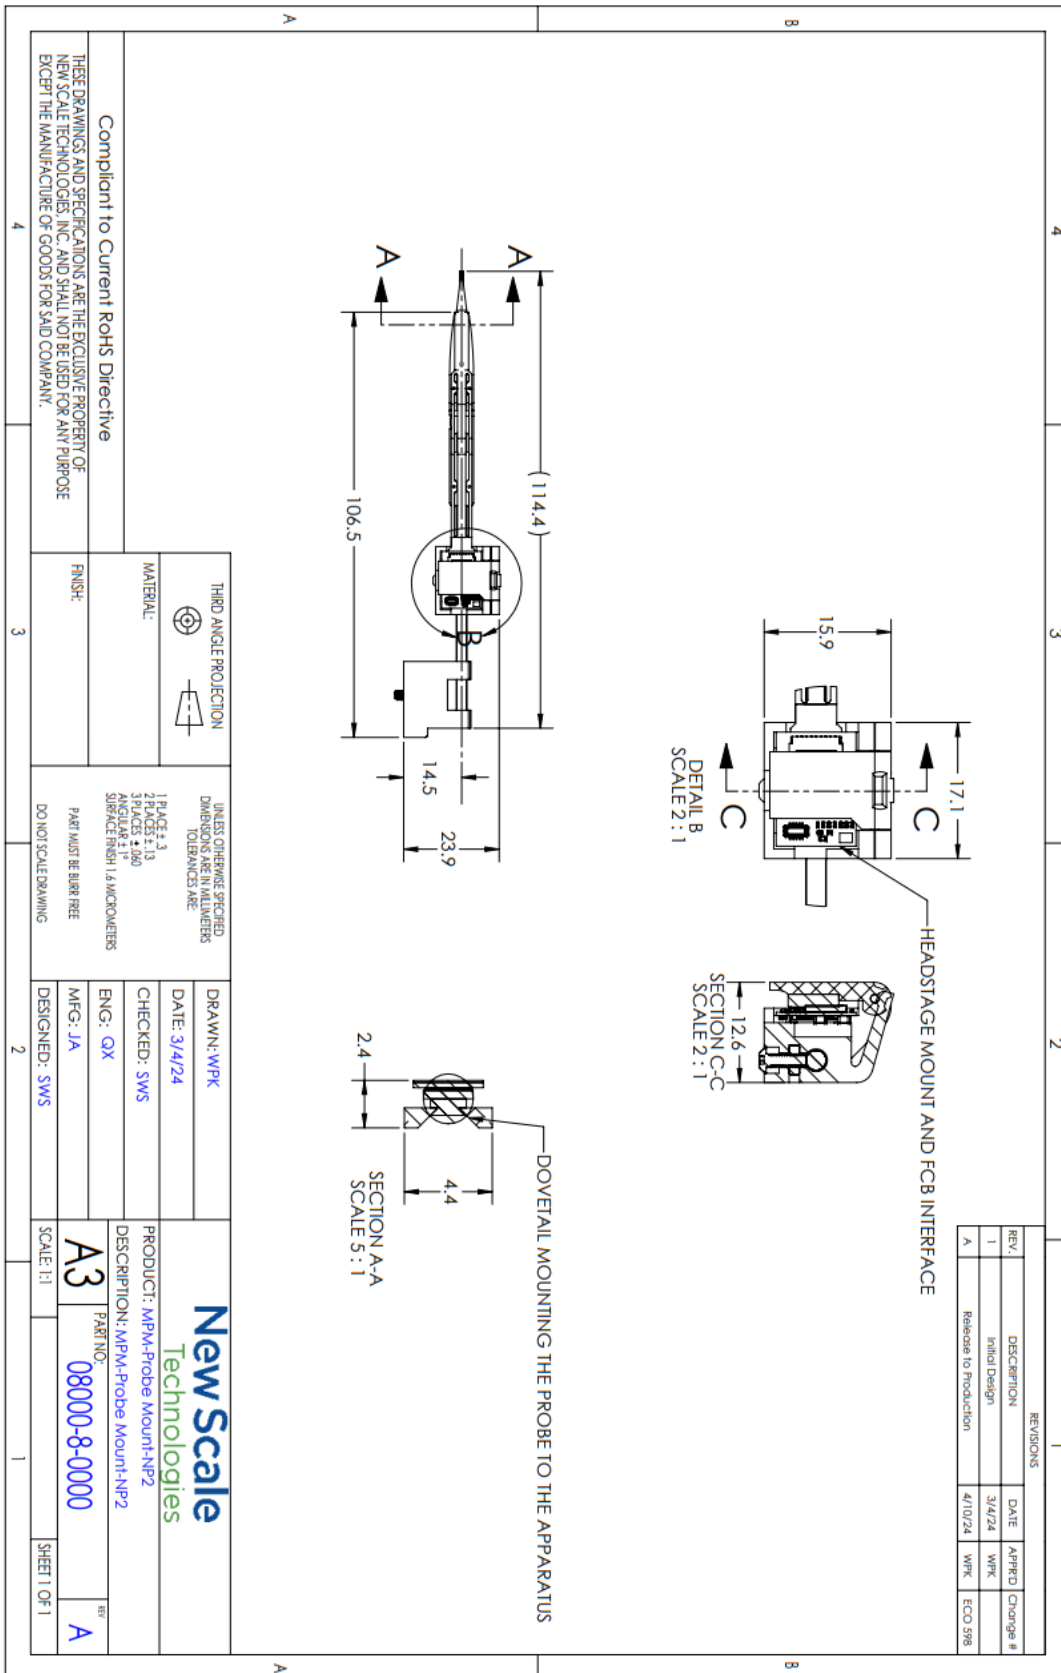 4
3
2
1
B
B
A
A
REVISIONS
REV. DESCRIPTION DATE APPR'D Change #
1 Initial Design 3/4/24 WPK
A Release to Production 4/10/24 WPK ECO 598
17.1
15.9
C
C
DETAIL B
SCALE 2 : 1
HEADSTAGE MOUNT AND FCB INTERFACE
12.6
SECTION C-C
SCALE 2 : 1
(114.4)
A
A
B
106.5
14.5
23.9
DOVETAIL MOUNTING THE PROBE TO THE APPARATUS
2.4
4.4
SECTION A-A
SCALE 5 : 1
Compliant to Current RoHS Directive
THESE DRAWINGS AND SPECIFICATIONS ARE THE EXCLUSIVE PROPERTY OF
NEW SCALE TECHNOLOGIES, INC. AND SHALL NOT BE USED FOR ANY PURPOSE
EXCEPT THE MANUFACTURE OF GOODS FOR SAID COMPANY.
THIRD ANGLE PROJECTION
MATERIAL:
FINISH:
UNLESS OTHERWISE SPECIFIED
DIMENSIONS ARE IN MILLIMETERS
TOLERANCES ARE:
1 PLACE ± .3
2 PLACES ± .13
3 PLACES ± .060
ANGULAR ± 1°
SURFACE FINISH 1.6 MICROMETERS
PART MUST BE BURR FREE
DO NOT SCALE DRAWING
DRAWN: WPK
DATE: 3/4/24
CHECKED: SWS
ENG: QX
MFG: JA
DESIGNED: SWS
New Scale
Technologies
PRODUCT: MPM-Probe Mount-NP2
DESCRIPTION: MPM-Probe Mount-NP2
A3
PART NO:
08000-8-0000
REV
A
SCALE: 1:1
SHEET 1 OF 1
4
3
2
1